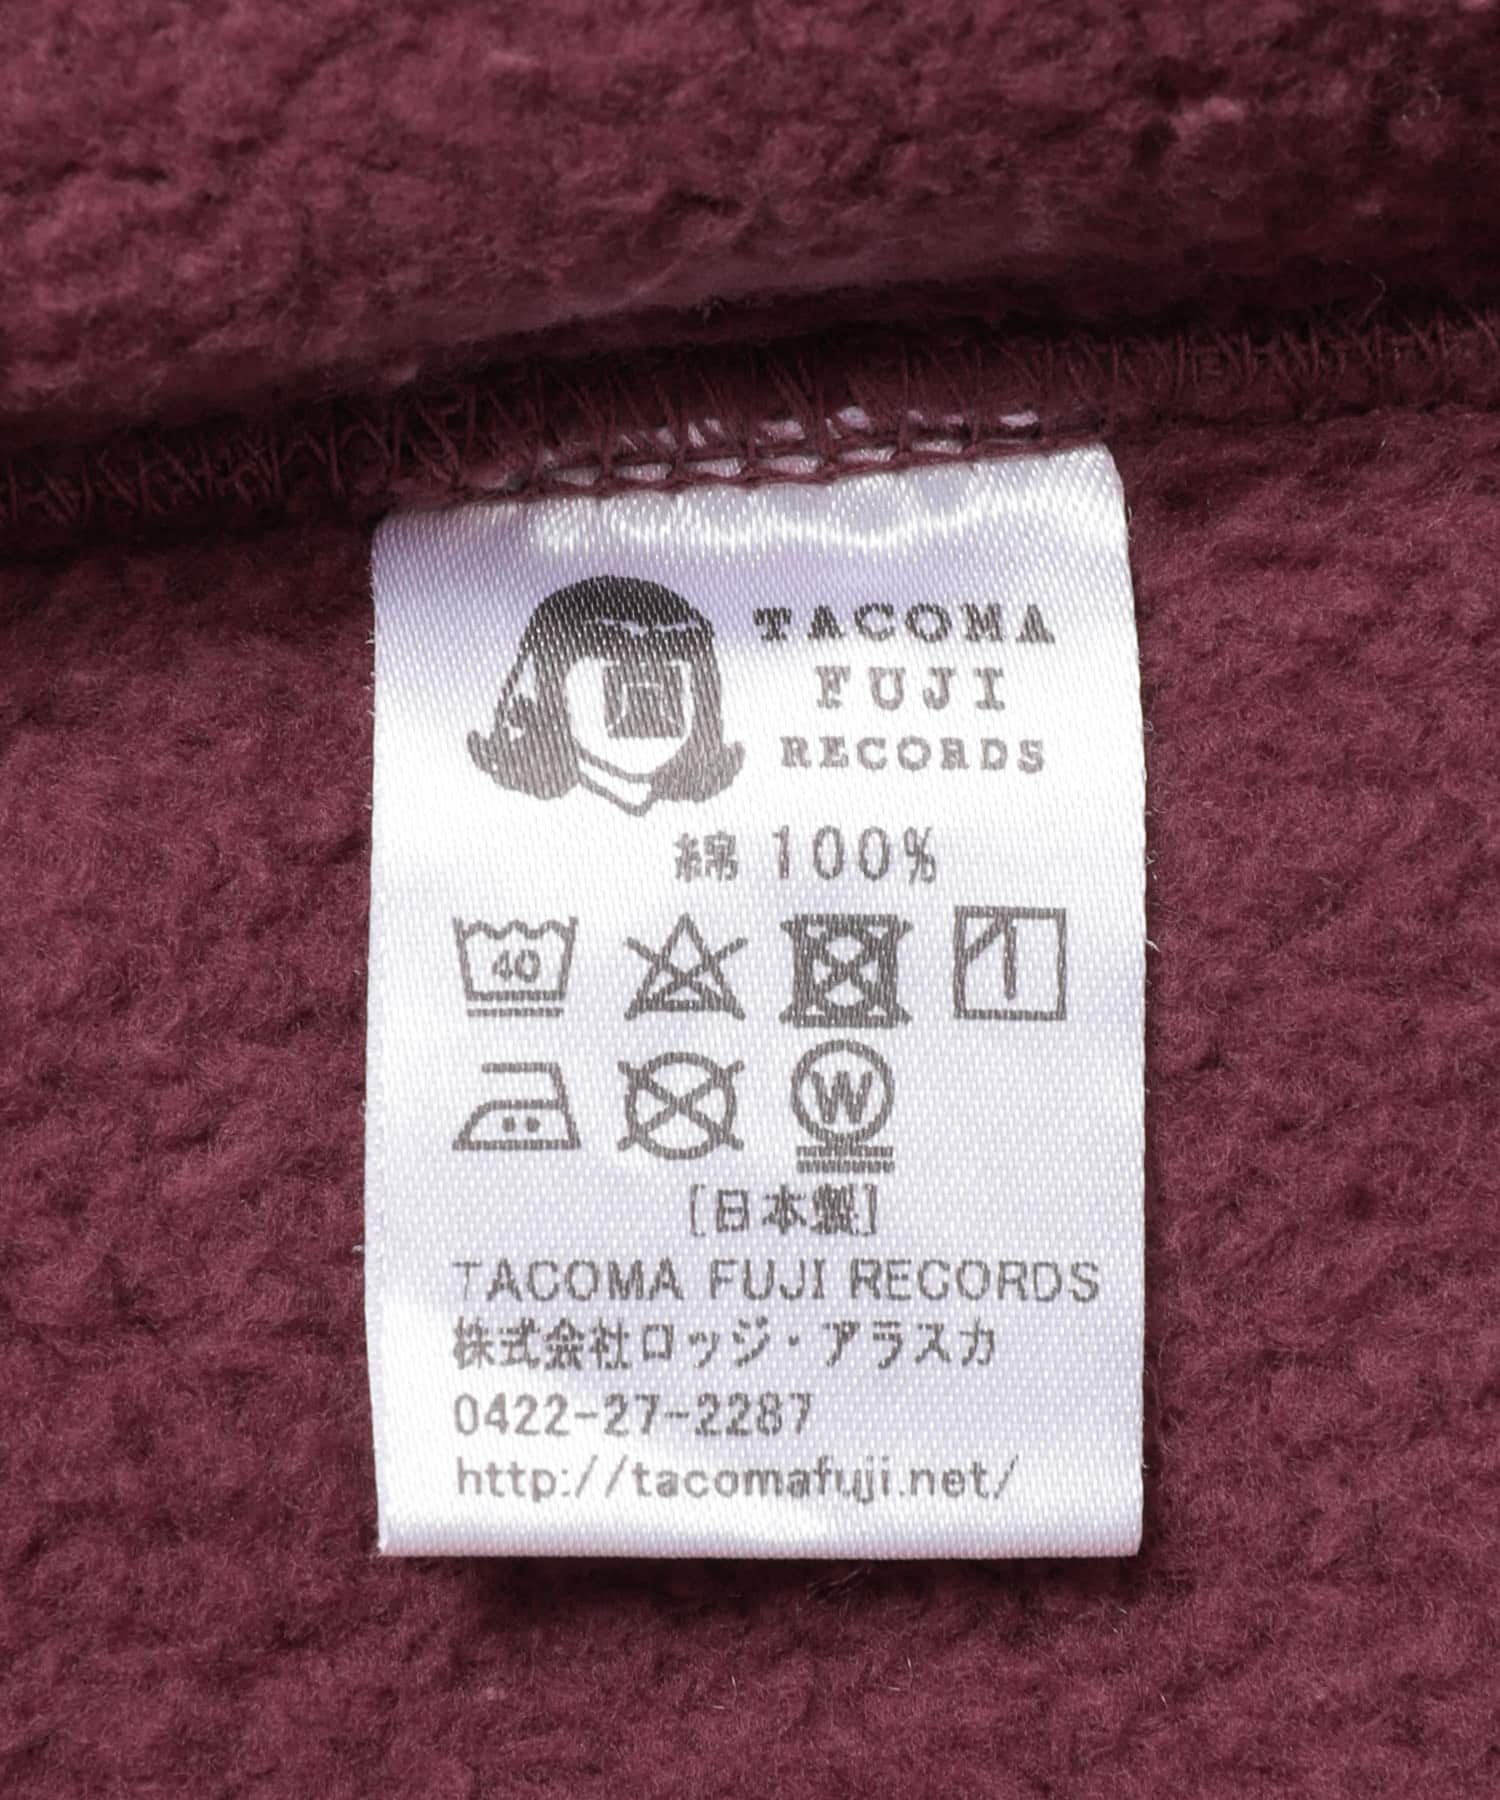 TACOMA
FUJI
RECORDS
綿 100%
40
W
[日本製]
TACOMA FUJI RECORDS
株式会社ロッジ・アラスカ
0422-27-2287
http://tacomafuji.net/